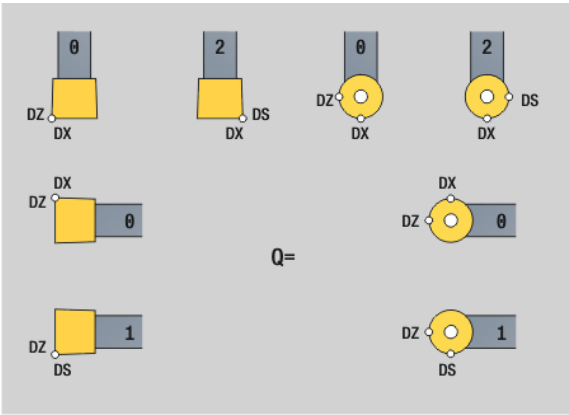 0 2 0 2
DZ DS DZ DS
DX DX DX DX
DX DX
DZ 0 DZ 0
Q=
1 1
DZ DZ
DS DS